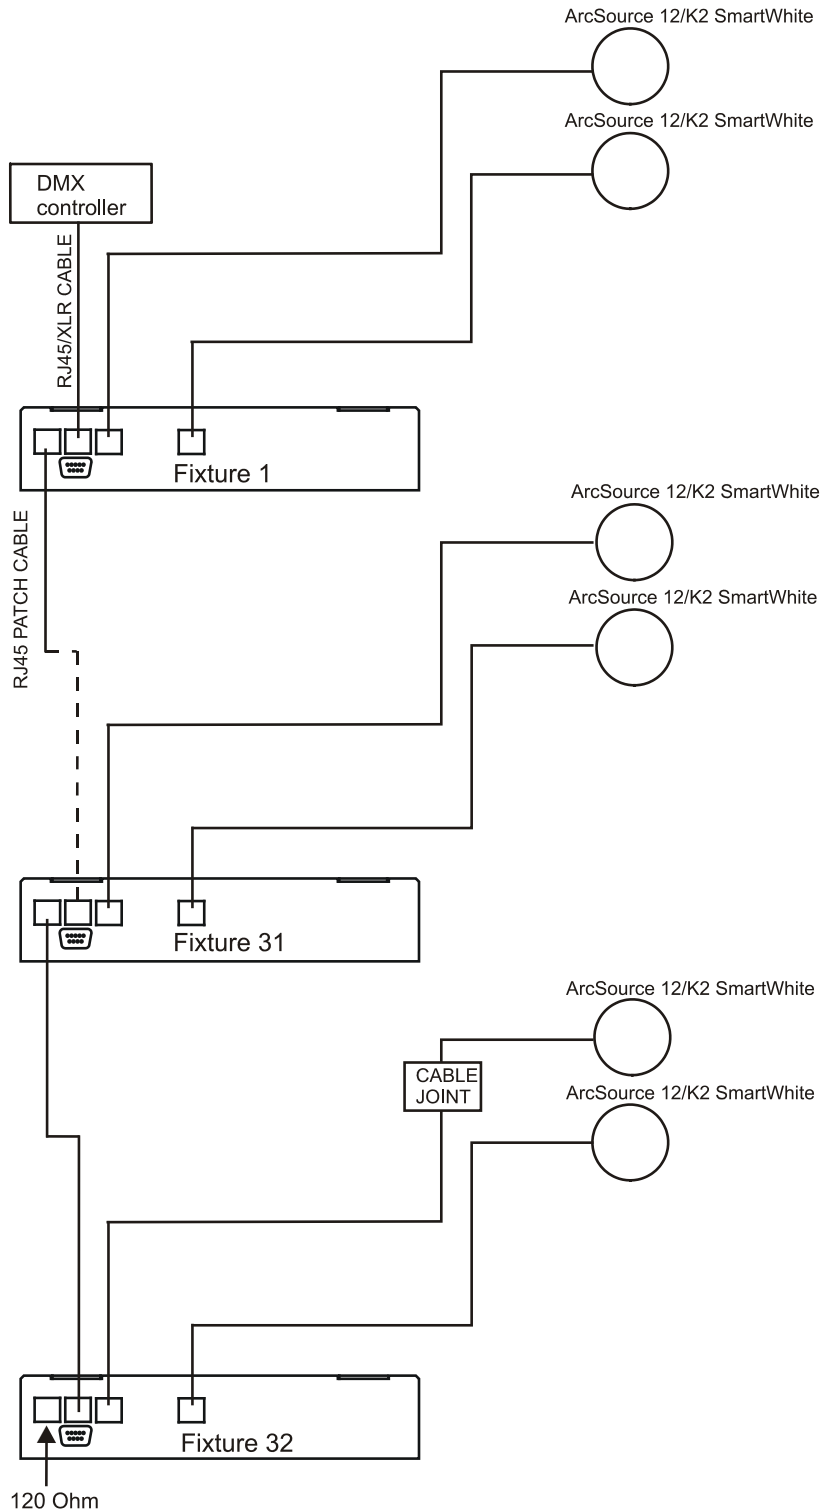 ArcSource 12/K2 SmartWhite
ArcSource 12/K2 SmartWhite
DMX
controller
RJ45/XLR CABLE
Fixture 1
RJ45 PATCH CABLE
ArcSource 12/K2 SmartWhite
ArcSource 12/K2 SmartWhite
Fixture 31
ArcSource 12/K2 SmartWhite
CABLE
JOINT
ArcSource 12/K2 SmartWhite
Fixture 32
120 Ohm